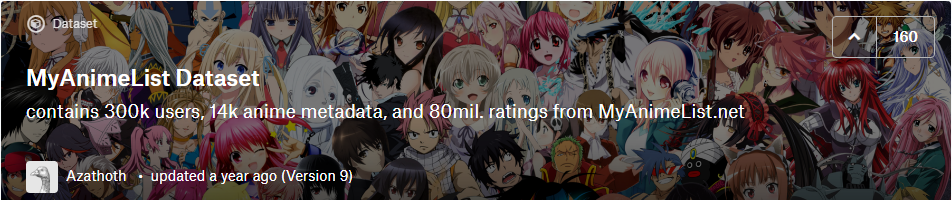 Dataset
160
MyAnimeList Dataset
contains 300k users, 14k anime metadata, and 80mil. ratings from MyAnimeList.net
Azathoth • updated a year ago (Version 9)